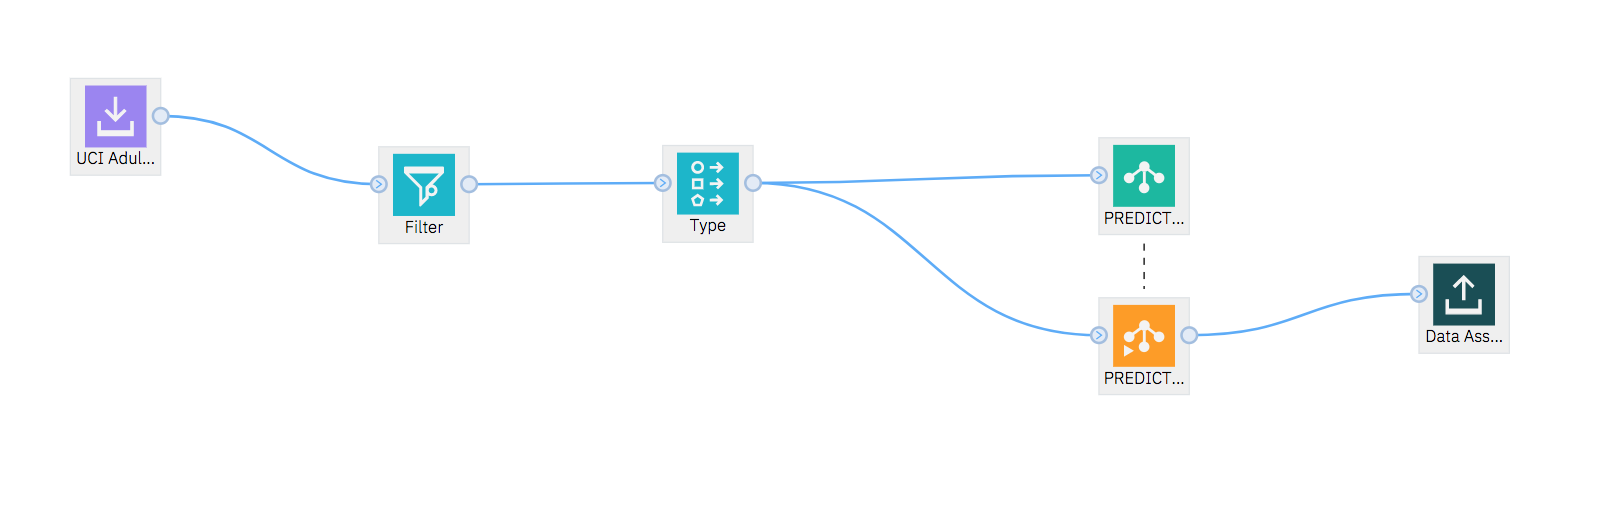 UCI Adul...
Filter
Type
PREDICT...
PREDICT...
Data Ass...